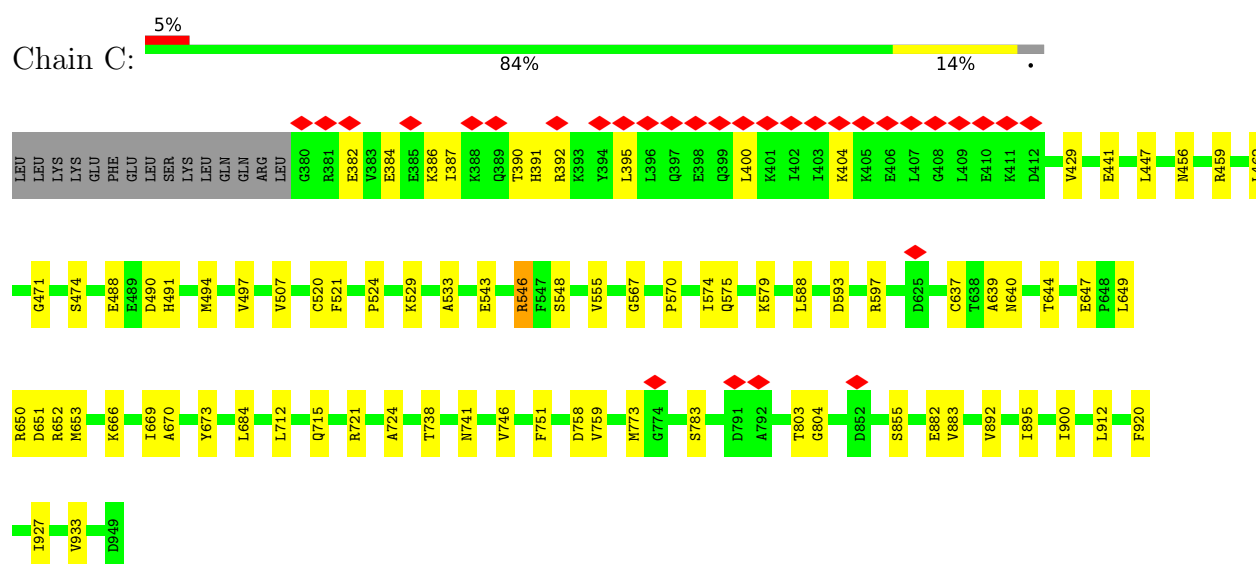 5%
Chain C:
84% 14% •
LEU LEU LYS LYS GLU PHE GLU LEU SER LYS LEU GLN GLN ARG LEU G380 R381 E382 V383 E384 E385 K386 I387 K388 Q389 T390 H391 R392 K393 Y394 L395 L396 Q397 E398 Q399 L400 K401 I402 I403 K404 K405 E406 L407 G408 L409 E410 K411 D412 V429 E441 L447 N456 R459
G471 S474 E488 E489 D490 H491 M494 V497 V507 C520 F521 P524 K529 A533 E543 R546 F547 S548 V555 G567 P570 I574 Q575 K579 L588 D593 R597 D625 C637 T638 A639 N640 T644 E647 P648 L649
R650 D651 R652 M653 K666 I669 A670 Y673 L684 L712 Q715 R721 A724 T738 N741 V746 F751 D758 V759 M773 G774 S783 D791 A792 T803 G804 D852 S855 E882 V883 V892 I895 I900 L912 F920
I927 V933 D949